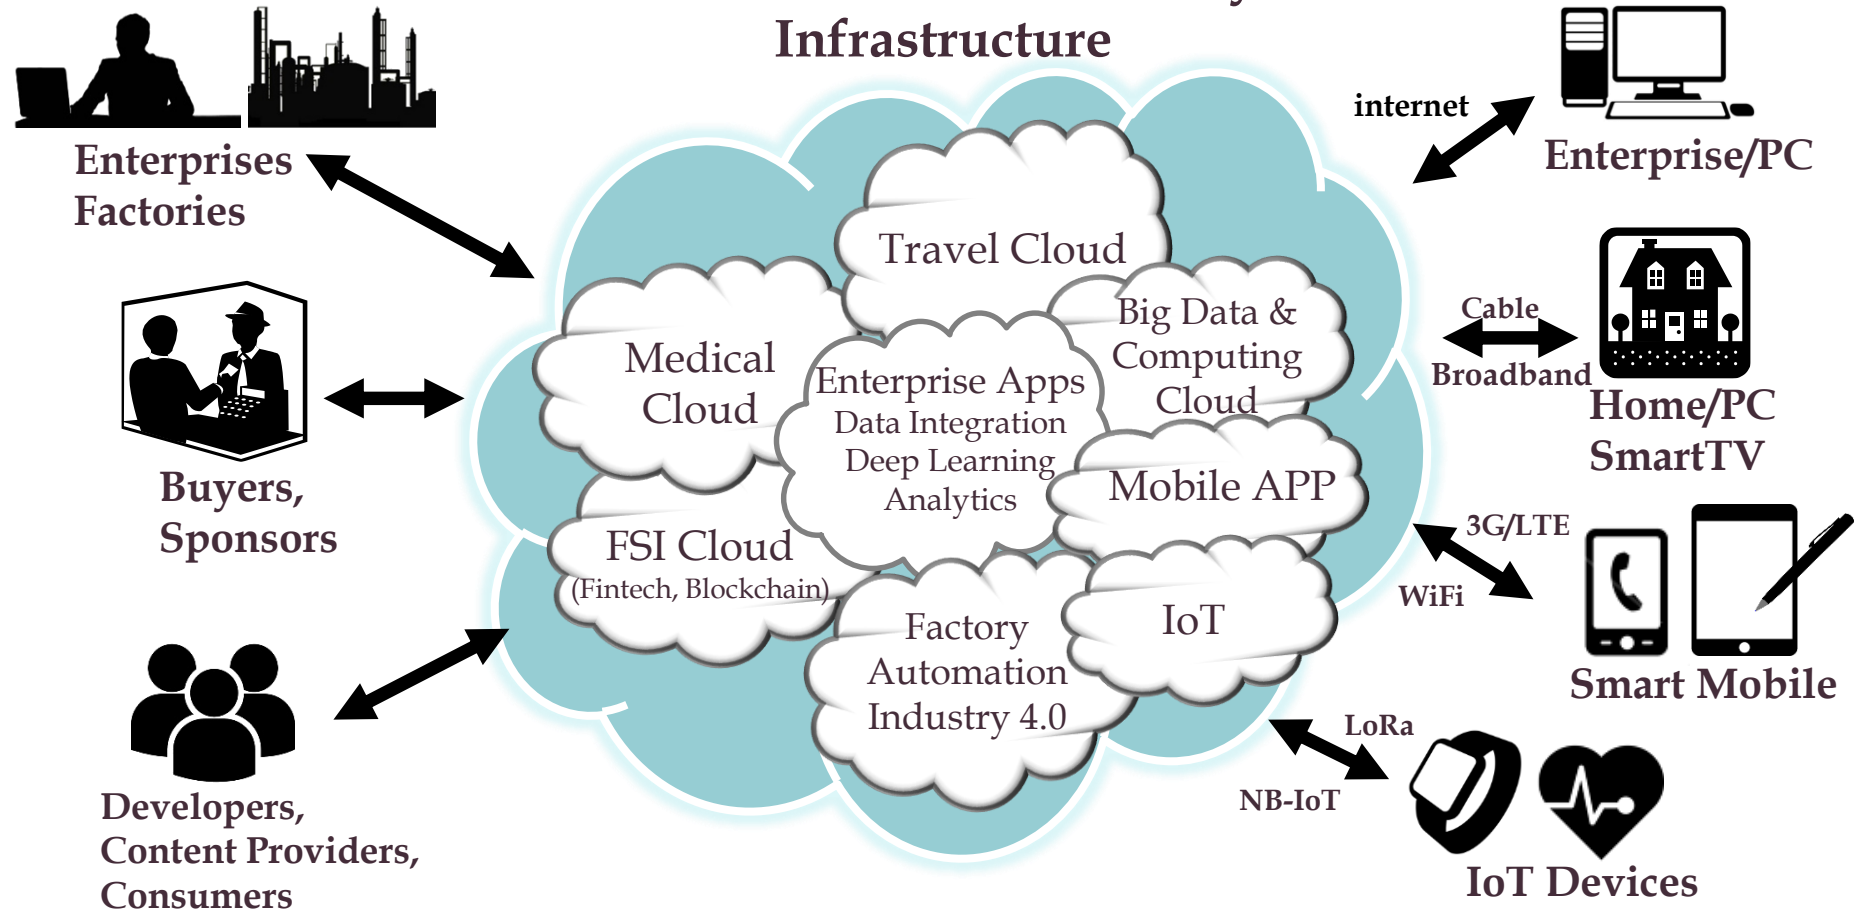 Infrastructure
Enterprises
Factories
Buyers,
Sponsors
Developers,
Content Providers,
Consumers
Travel Cloud
Medical
Cloud
Big Data &
Computing
Cloud
Enterprise Apps
Data Integration
Deep Learning
Analytics
Mobile APP
FSI Cloud
(Fintech, Blockchain)
IoT
Factory
Automation
Industry 4.0
internet
Enterprise/PC
Cable
Broadband
Home/PC
SmartTV
3G/LTE
WiFi
Smart Mobile
LoRa
NB-IoT
IoT Devices